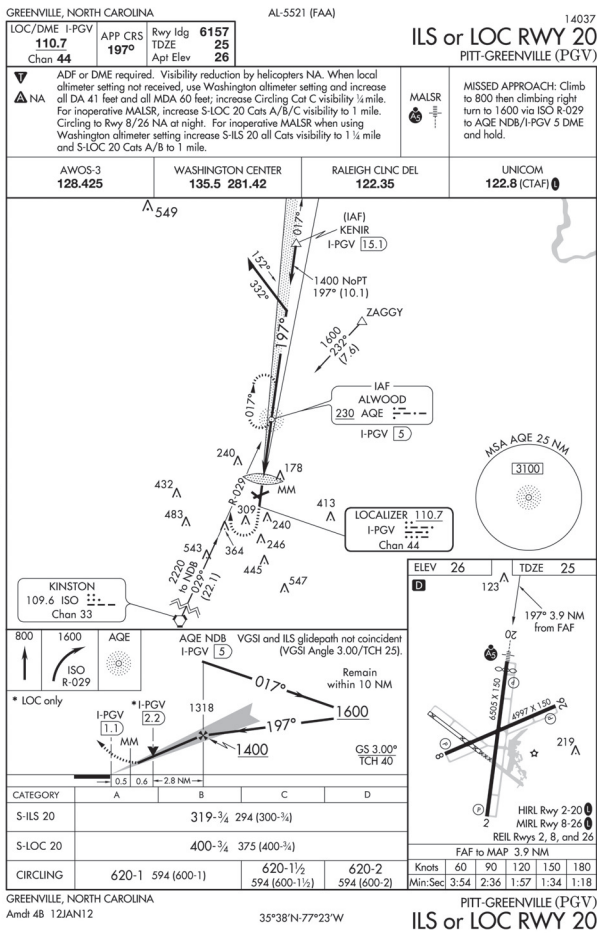 GREENVILLE, NORTH CAROLINA
AL-5521 (FAA)
14037
LOC/DME I-PGV
110.7
Chan 44
APP CRS
197°
Rwy ldg 6157
TDZE 25
Apt Elev 26
ILS or LOC RWY 20
PITT-GREENVILLE (PGV)
T
A NA
ADF or DME required. Visibility reduction by helicopters NA. When local
altimeter setting not received, use Washington altimeter setting and increase
all DA 41 feet and all MDA 60 feet; increase Circling Cat C visibility ¼ mile.
For inoperative MALSR, increase S-LOC 20 Cats A/B/C visibility to 1 mile.
Circling to Rwy 8/26 NA at night. For inoperative MALSR when using
Washington altimeter setting increase S-ILS 20 all Cats visibility to 1 ¼ mile
and S-LOC 20 Cats A/B to 1 mile.
MALSR
A5
MISSED APPROACH: Climb
to 800 then climbing right
turn to 1600 via ISO R-029
to AQE NDB/I-PGV 5 DME
and hold.
AWOS-3
128.425
WASHINGTON CENTER
135.5 281.42
RALEIGH CLNC DEL
122.35
UNICOM
122.8 (CTAF) L
549
017°
(IAF)
KENIR
I-PGV 15.1
152°
332°
1400 NoPT
197° (10.1)
197°
ZAGGY
1600
232°
(7.6)
017°
IAF
ALWOOD
230 AQE
I-PGV 5
MSA AQE 25 NM
3100
240
178
MM
R-029
432
483
309
240
413
LOCALIZER 110.7
I-PGV
Chan 44
543
364
246
445
547
2220
to NDB
029°
(22.1)
KINSTON
109.6 ISO
Chan 33
ELEV 26
TDZE 25
D
123
197° 3.9 NM
from FAF
20
A5
P
6505 X 150
4997 X 150
26
P
P
8
219
P
2
HIRL Rwy 2-20 L
MIRL Rwy 8-26 L
REIL Rwys 2, 8, and 26
800
1600
ISO
R-029
AQE
AQE NDB
I-PGV 5
VGSI and ILS glidepath not coincident
(VGSI Angle 3.00/TCH 25).
Remain
within 10 NM
* LOC only
017°
1600
1318
197°
1400
*I-PGV
2.2
I-PGV
1.1
MM
GS 3.00°
TCH 40
0.5
0.6
2.8 NM
CATEGORY A B C D
S-ILS 20 319-¾ 294 (300-¾)
S-LOC 20 400-¾ 375 (400-¾)
CIRCLING 620-1 594 (600-1) 620-1½ 594 (600-1½) 620-2 594 (600-2)
FAF to MAP 3.9 NM
Knots 60 90 120 150 180
Min:Sec 3:54 2:36 1:57 1:34 1:18
GREENVILLE, NORTH CAROLINA
Amdt 4B 12JAN12
35°38'N-77°23'W
PITT-GREENVILLE (PGV)
ILS or LOC RWY 20